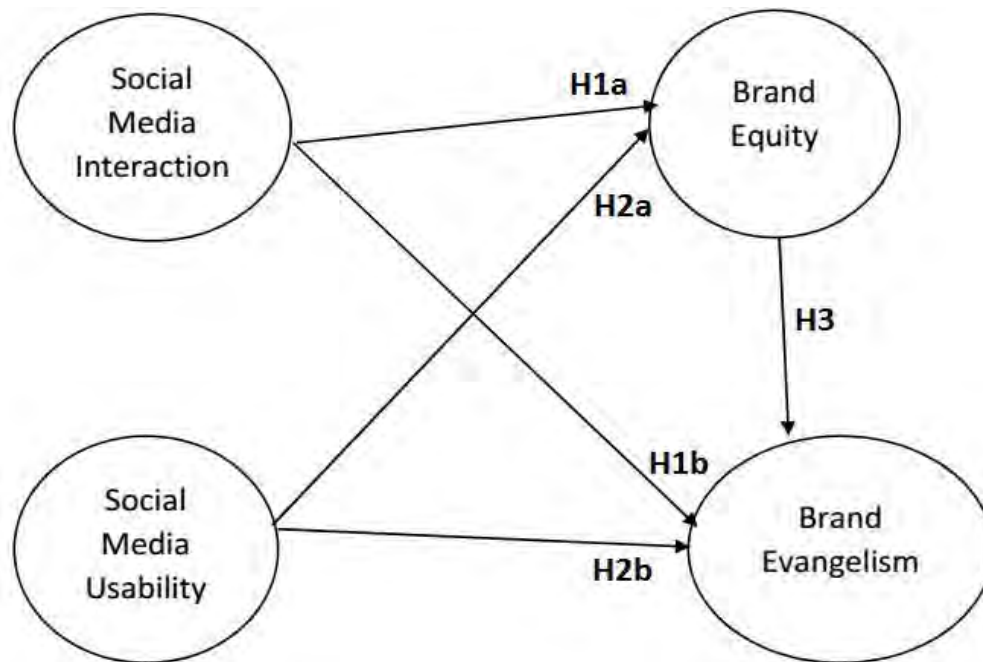 Social
Media
Interaction
H1a
Brand
Equity
H2a
H3
H1b
Social
Media
Usability
H2b
Brand
Evangelism